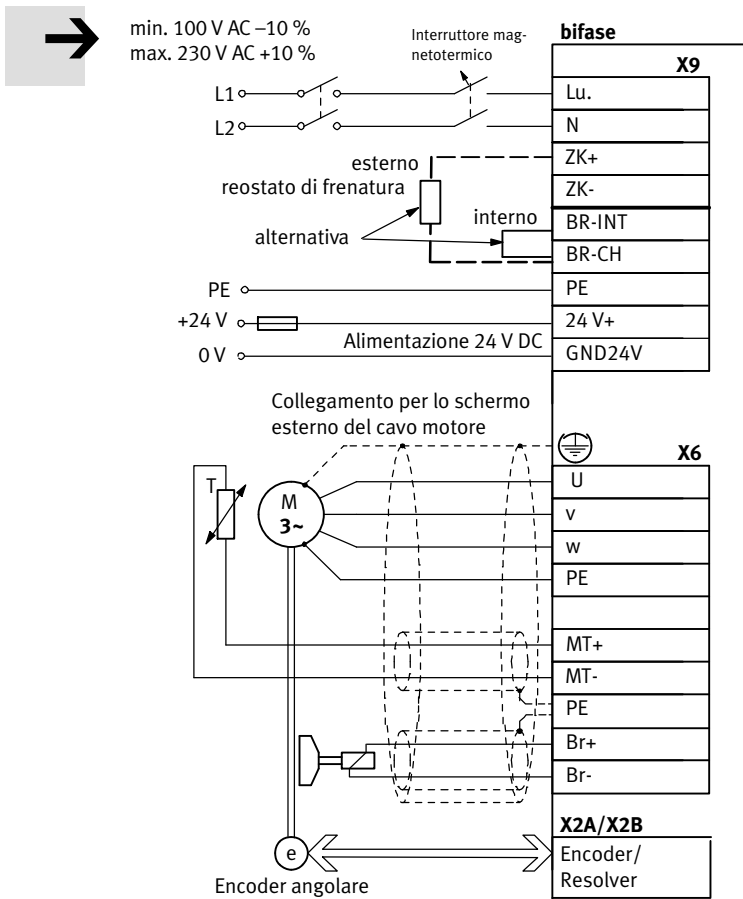 min. 100 V AC –10 %
max. 230 V AC +10 %
Interruttore mag-
netotermico
bifase
X9
L1
Lu.
L2
N
ZK+
esterno
reostato di frenatura
ZK-
interno
BR-INT
alternativa
BR-CH
PE
PE
+24 V
24 V+
Alimentazione 24 V DC
0 V
GND24V
Collegamento per lo schermo
esterno del cavo motore
X6
T
M
3~
U
v
w
PE
MT+
MT-
PE
Br+
Br-
X2A/X2B
e
Encoder/
Resolver
Encoder angolare